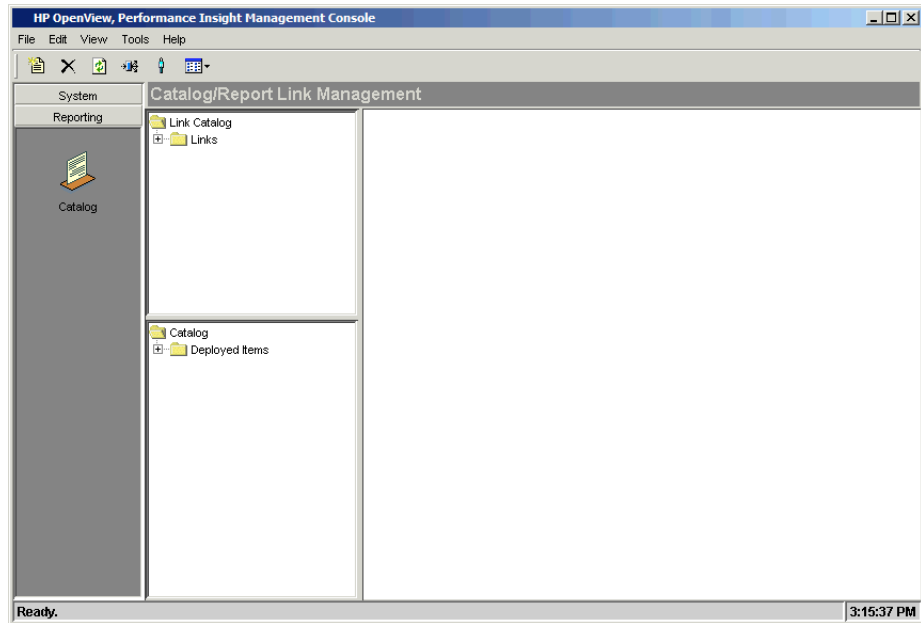 HP OpenView, Performance Insight Management Console
File Edit View Tools Help
System
Reporting
Catalog
Catalog/Report Link Management
Link Catalog
Links
Catalog
Deployed Items
Ready.
3:15:37 PM